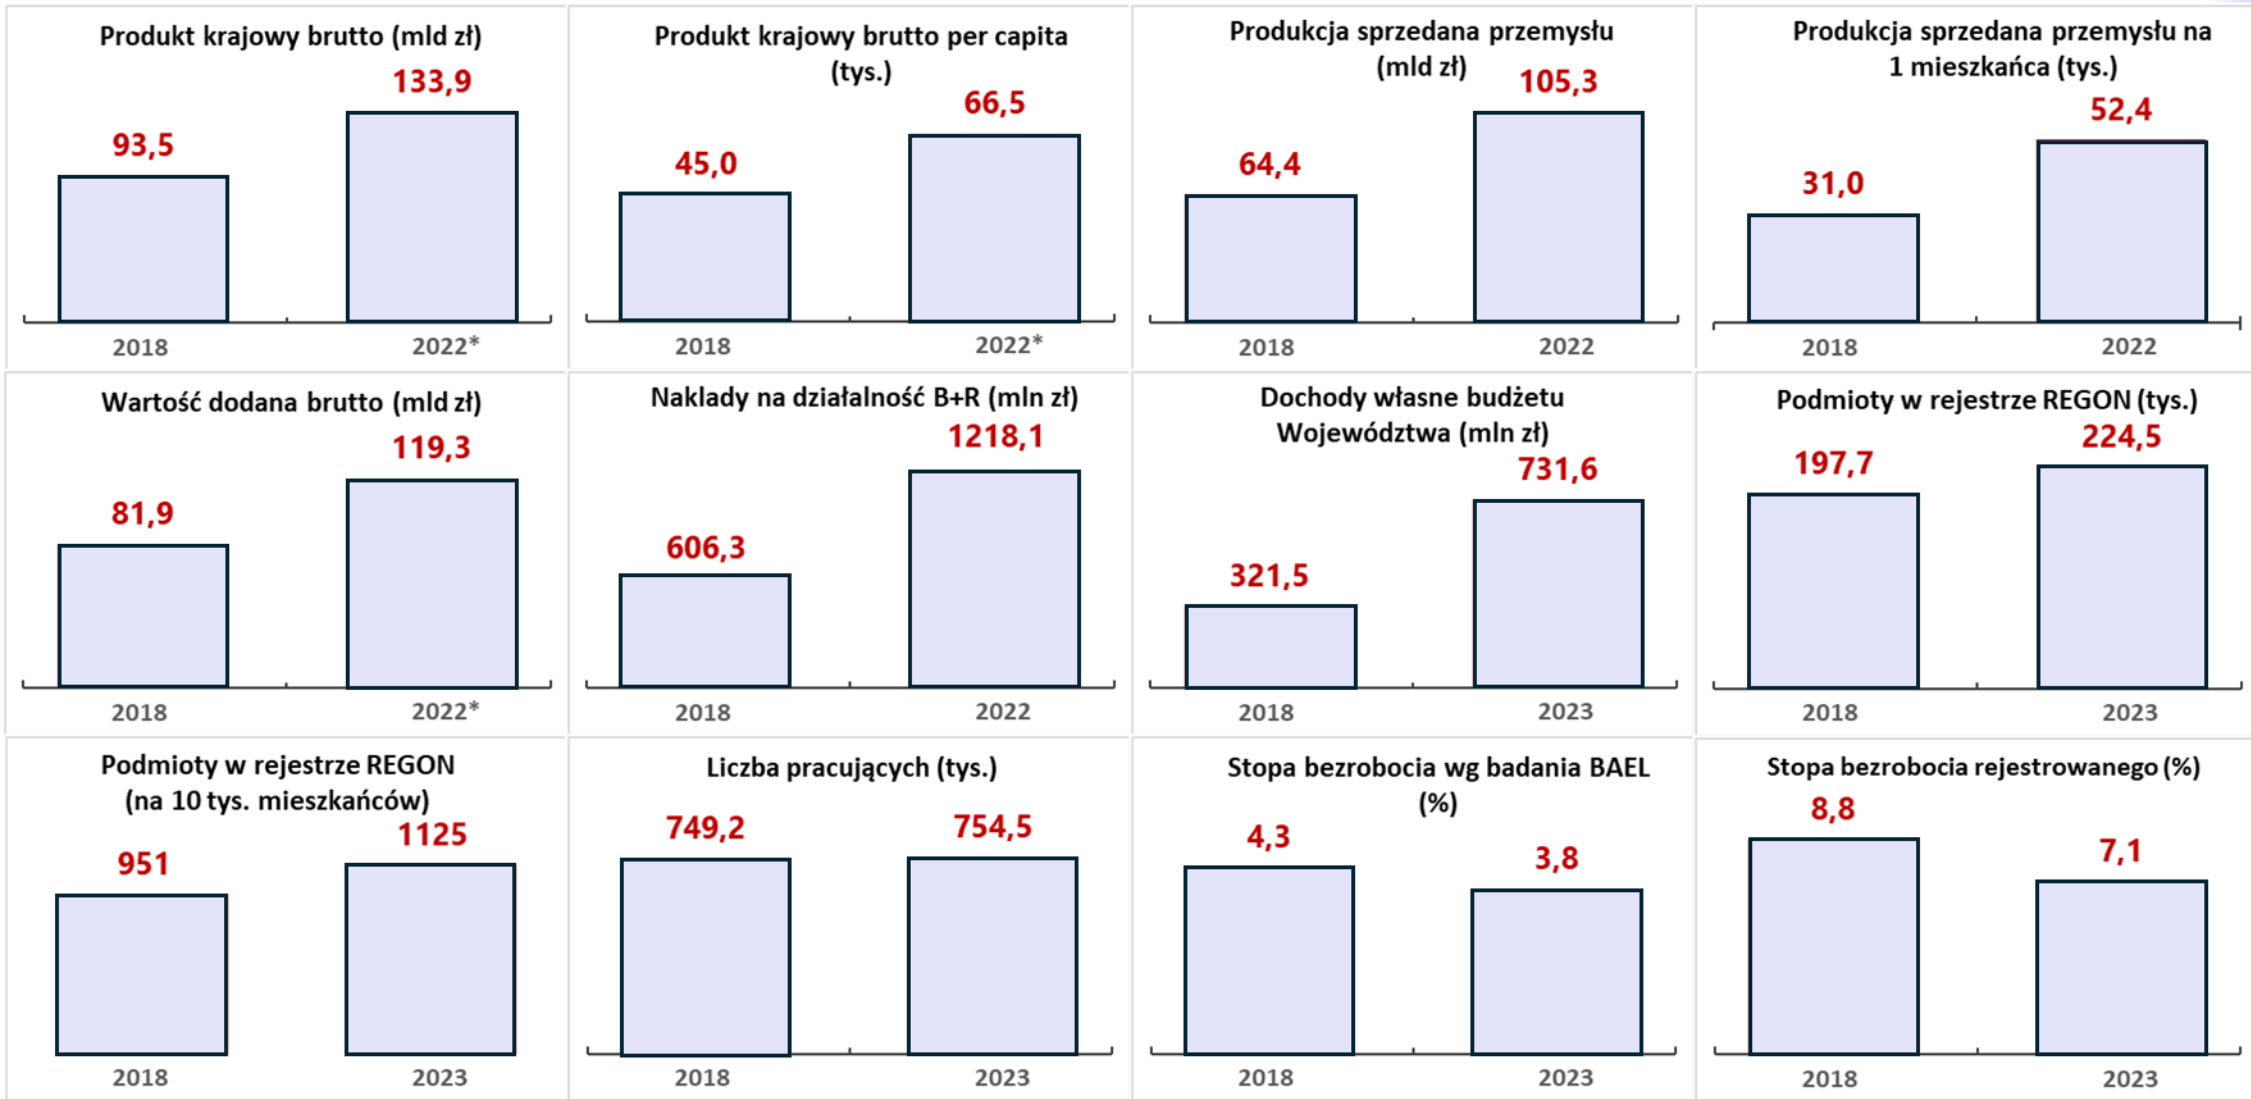 Produkt krajowy brutto (mld zł)
133,9
93,5
2018
2022*
Produkt krajowy brutto per capita
(tys.)
66,5
45,0
2018
2022*
Produkcja sprzedana przemysłu
(mld zł)
105,3
64,4
2018
2022
Produkcja sprzedana przemysłu na
1 mieszkańca (tys.)
52,4
31,0
2018
2022
Wartość dodana brutto (mld zł)
119,3
81,9
2018
2022*
Naklady na działalność B+R (mln zł)
1218,1
606,3
2018
2022
Dochody własne budżetu
Województwa (mln zł)
731,6
321,5
2018
2023
Podmioty w rejestrze REGON (tys.)
224,5
197,7
2018
2023
Podmioty w rejestrze REGON
(na 10 tys. mieszkańców)
1125
951
2018
2023
Liczba pracujących (tys.)
749,2
754,5
2018
2023
Stopa bezrobocia wg badania BAEL
(%)
4,3
3,8
2018
2023
Stopa bezrobocia rejestrowanego (%)
8,8
7,1
2018
2023